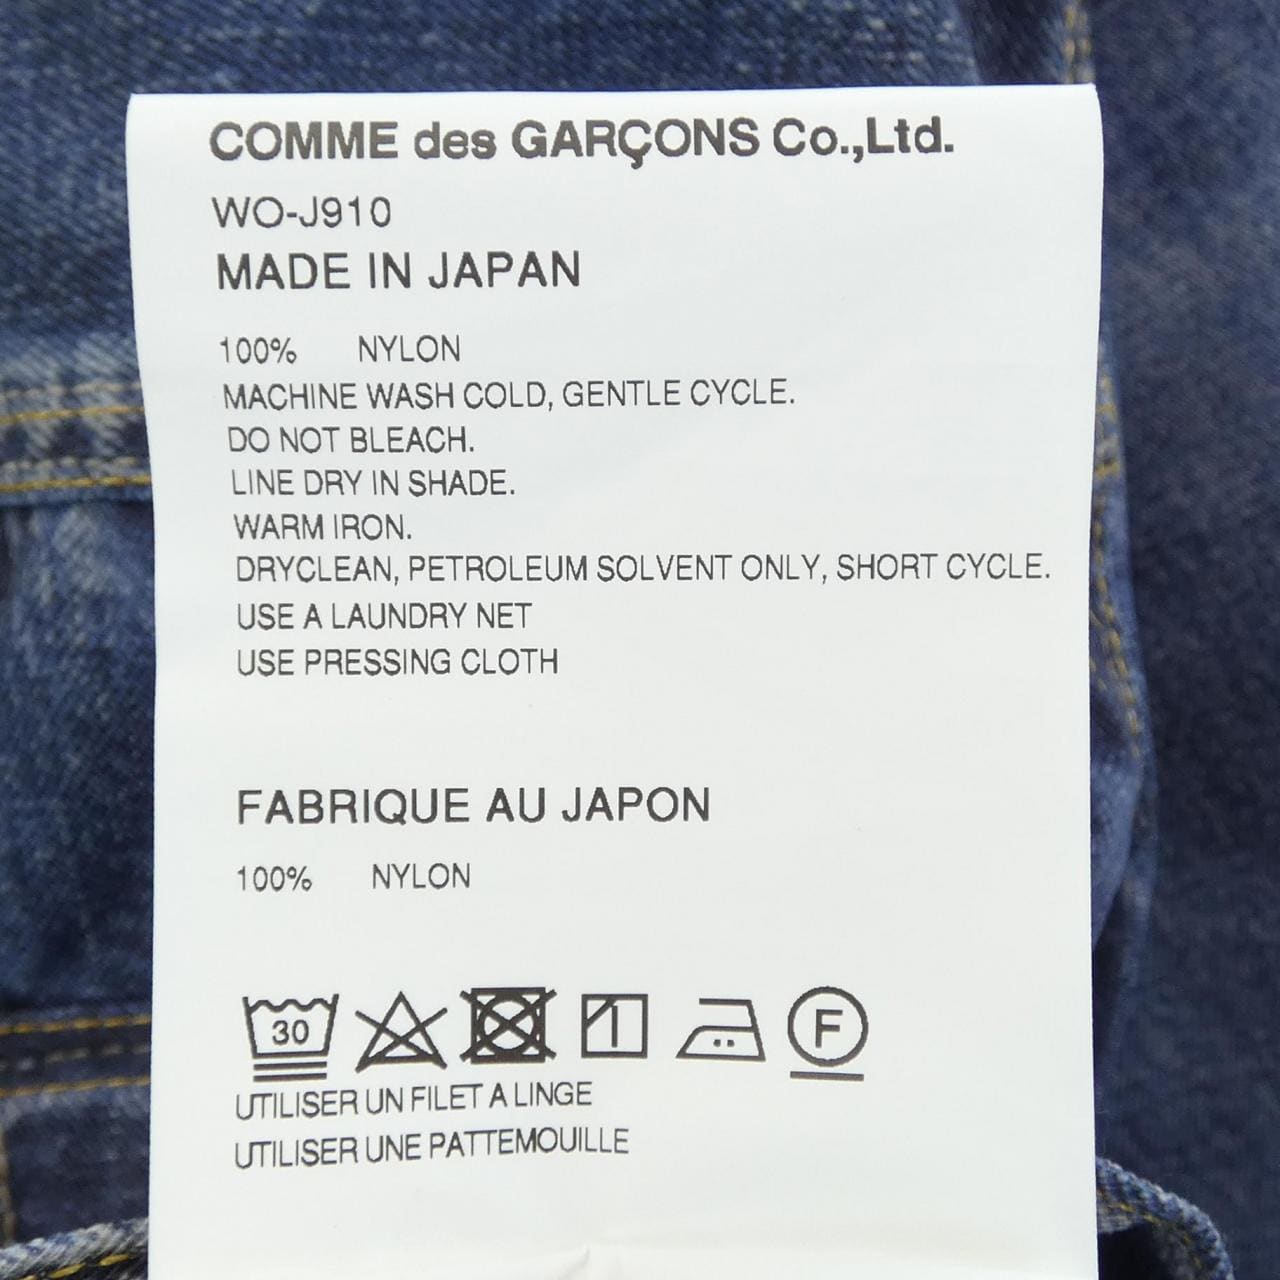 COMME des GARÇONS Co.,Ltd.
WO-J910
MADE IN JAPAN
100% NYLON
MACHINE WASH COLD, GENTLE CYCLE.
DO NOT BLEACH.
LINE DRY IN SHADE.
WARM IRON.
DRYCLEAN, PETROLEUM SOLVENT ONLY, SHORT CYCLE.
USE A LAUNDRY NET
USE PRESSING CLOTH
FABRIQUE AU JAPON
100% NYLON
30 F
UTILISER UN FILET A LINGE
UTILISER UNE PATTEMOUILLE